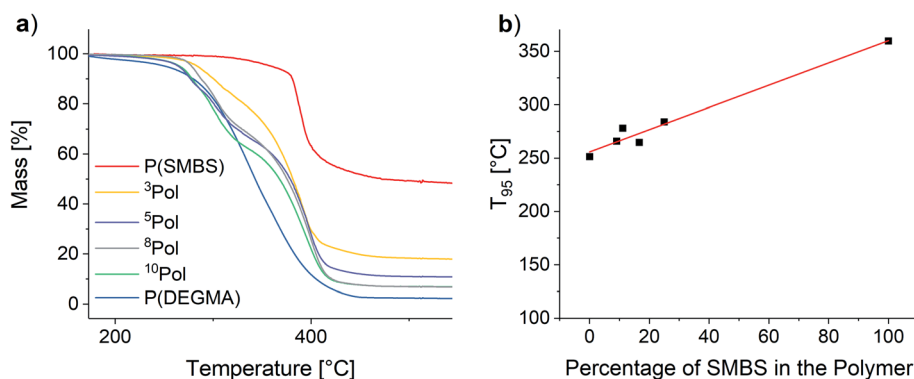 a)
100
80
60
40
20
0
Mass [%]
P(SMBS)
³Pol
⁵Pol
⁸Pol
¹⁰Pol
P(DEGMA)
200
400
Temperature [°C]
b)
350
300
250
200
150
100
T₉₅ [°C]
0
20
40
60
80
100
Percentage of SMBS in the Polymer